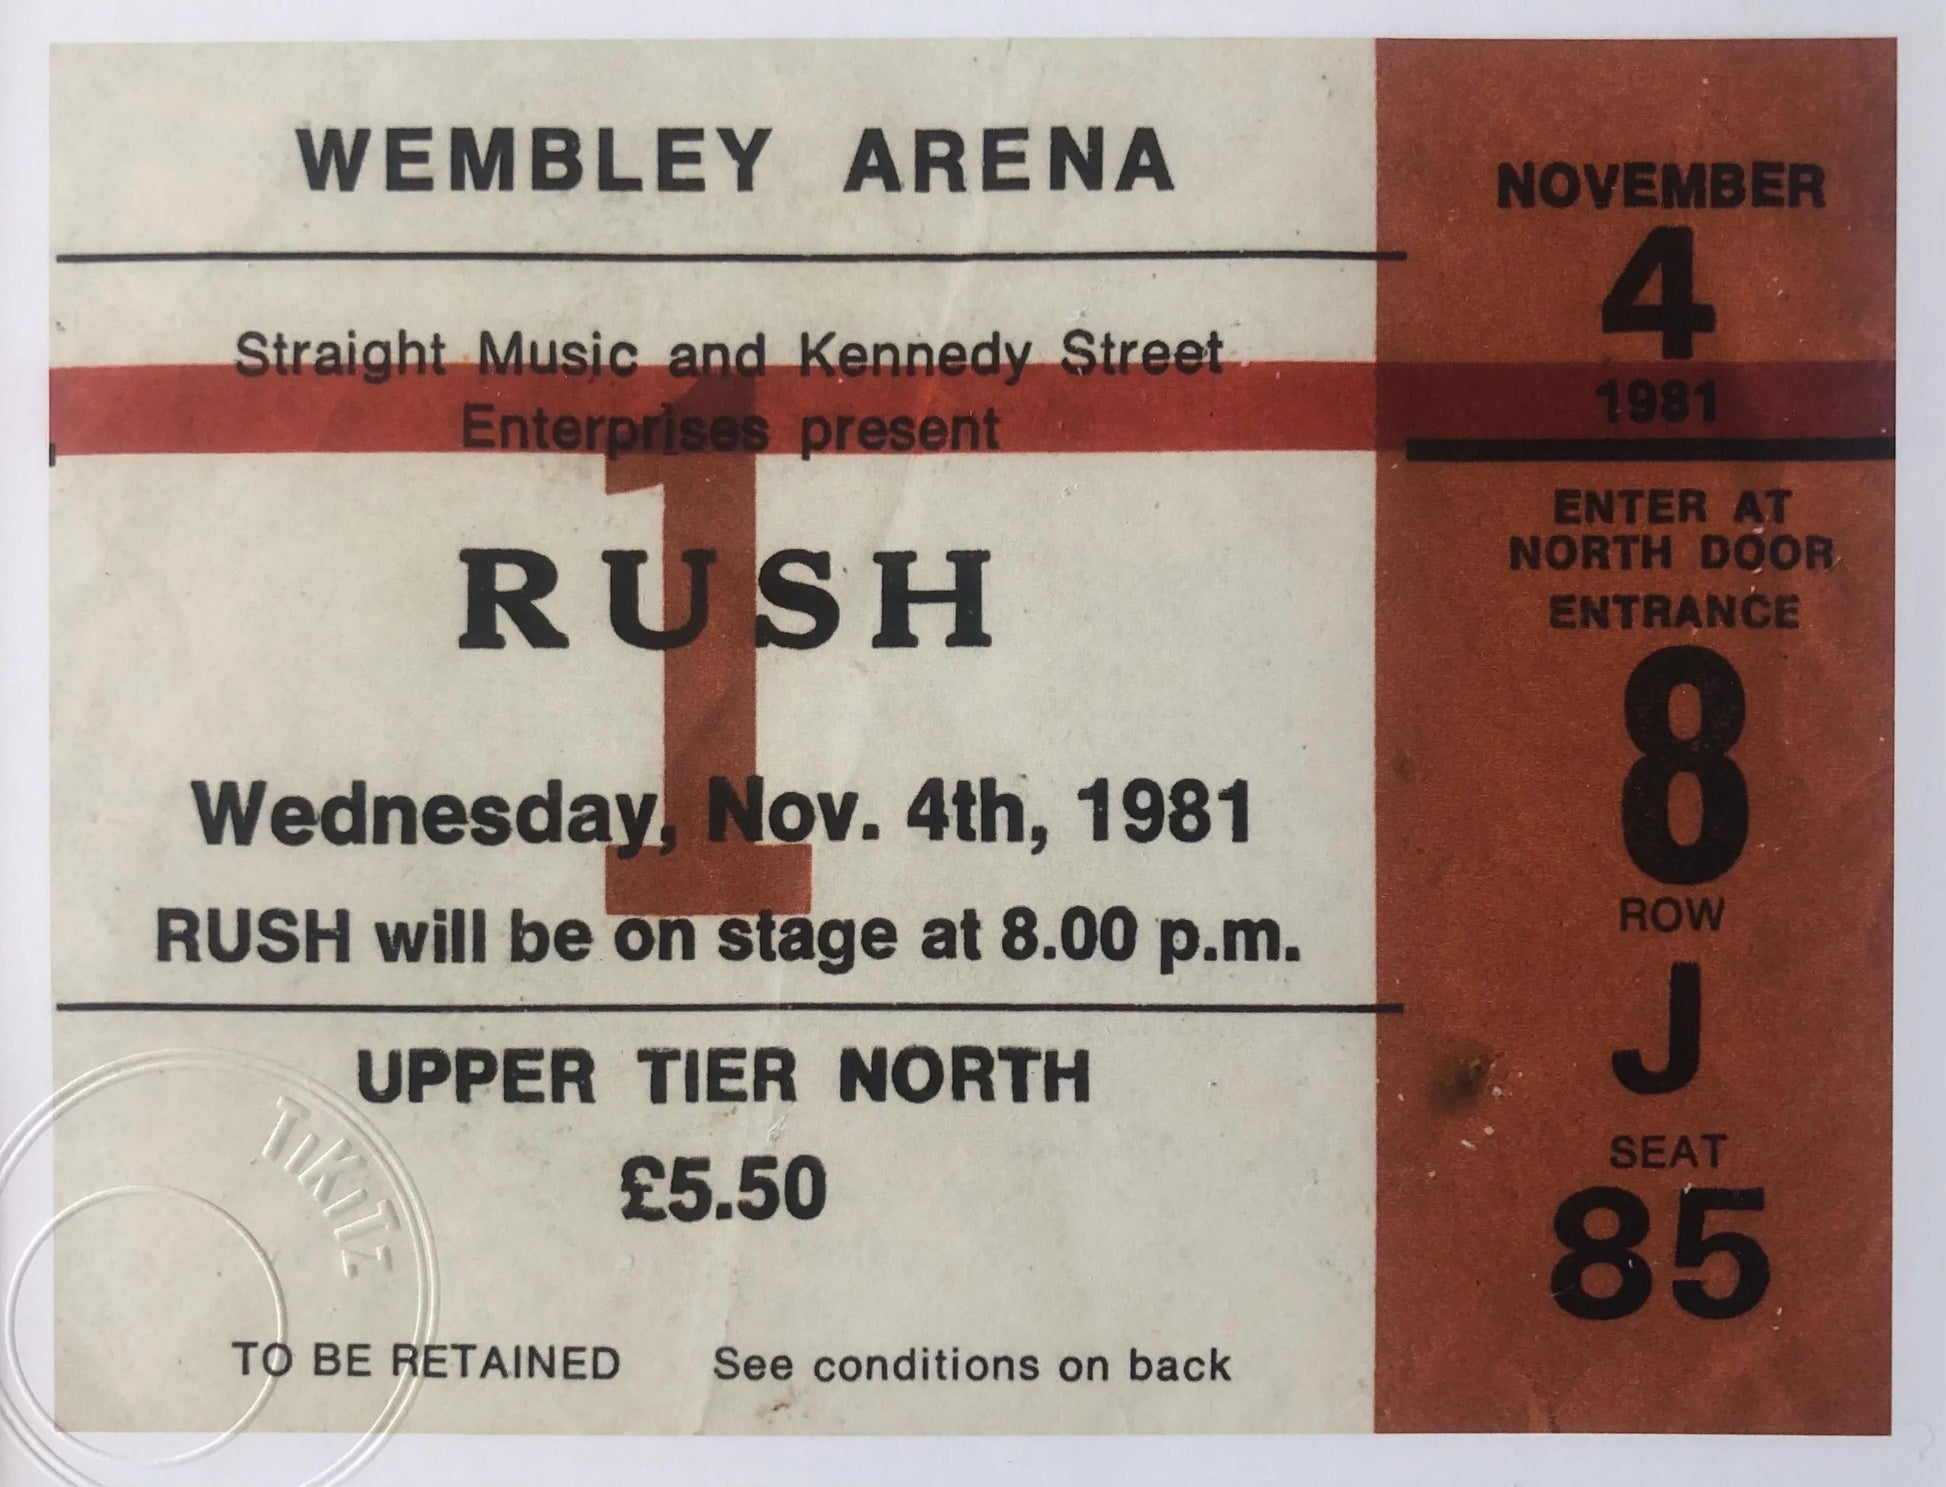 WEMBLEY ARENA
Straight Music and Kennedy Street
Enterprises present
1
RUSH
Wednesday, Nov. 4th, 1981
RUSH will be on stage at 8.00 p.m.
UPPER TIER NORTH
£5.50
TO BE RETAINED See conditions on back
TiKiTz
NOVEMBER
4
1981
ENTER AT
NORTH DOOR
ENTRANCE
8
ROW
J
SEAT
85